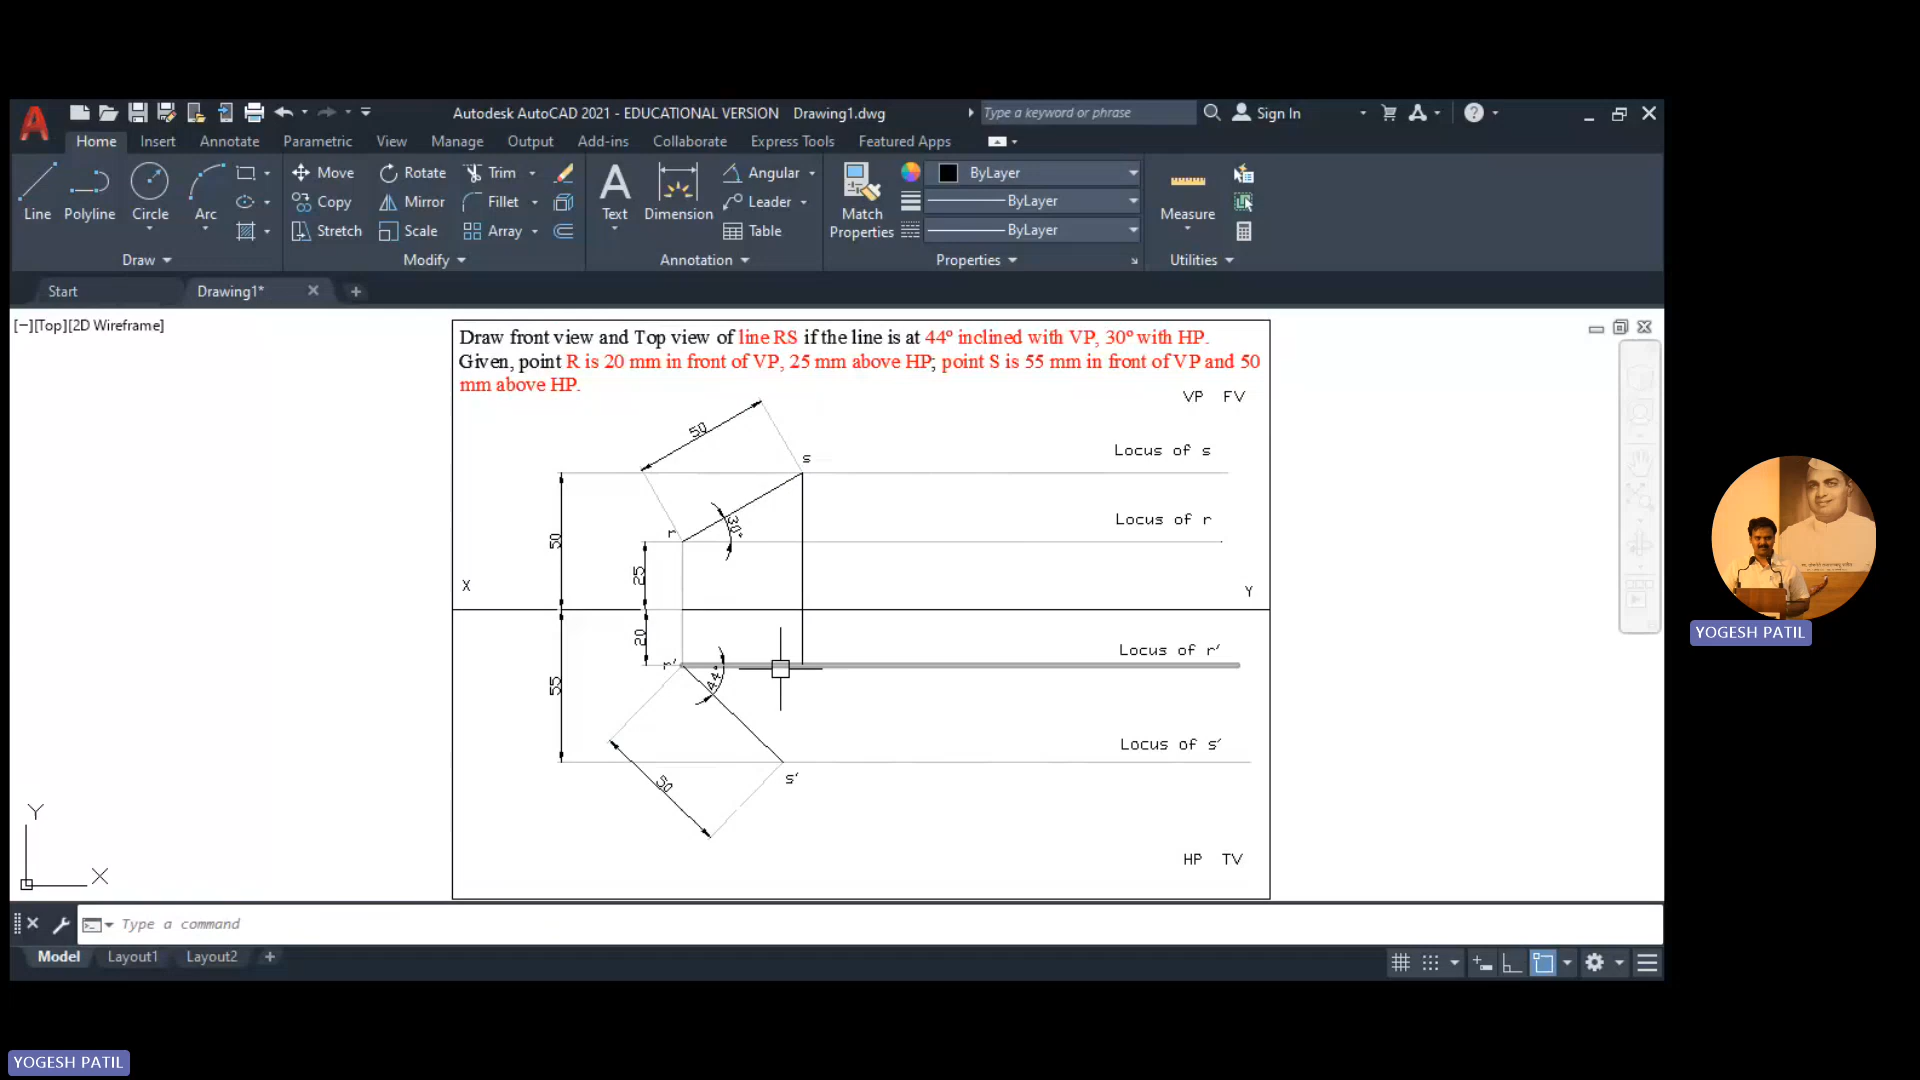 Autodesk AutoCAD 2021 - EDUCATIONAL VERSION Drawing1.dwg
Type a keyword or phrase
Sign In
Home Insert Annotate Parametric View Manage Output Collaborate Add-ins Express Tools Featured Apps
Line
Polyline
Circle
Arc
Move
Rotate
Trim
Copy
Mirror
Fillet
Stretch
Scale
Array
Text
Dimension
Angular
Leader
Table
Match
Properties
ByLayer
ByLayer
ByLayer
Measure
Draw
Modify
Annotation
Properties
Utilities
Start
Drawing1*
[−][Top][2D Wireframe]
Draw front view and Top view of line RS if the line is at 44º inclined with VP, 30º with HP.
Given, point R is 20 mm in front of VP, 25 mm above HP; point S is 55 mm in front of VP and 50
mm above HP.
VP FV
50
s
Locus of s
30°
r
Locus of r
50
25
X
Y
20
Locus of r'
r'
44°
55
Locus of s'
s'
50
HP TV
Y
X
Type a command
Model
Layout1
Layout2
YOGESH PATIL
YOGESH PATIL